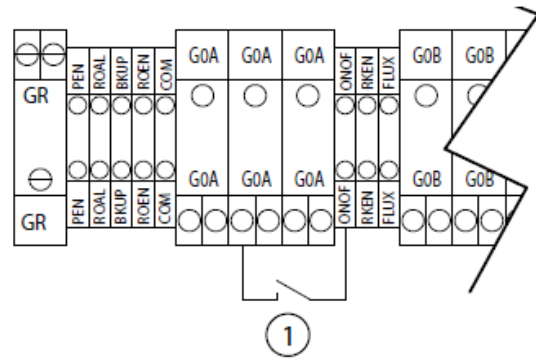 GR PEN ROAL BKUP ROEN COM G0A G0A G0A ONOF RKEN FLUX G0B G0B
GR PEN ROAL BKUP ROEN COM G0A G0A G0A ONOF RKEN FLUX G0B G0B
1